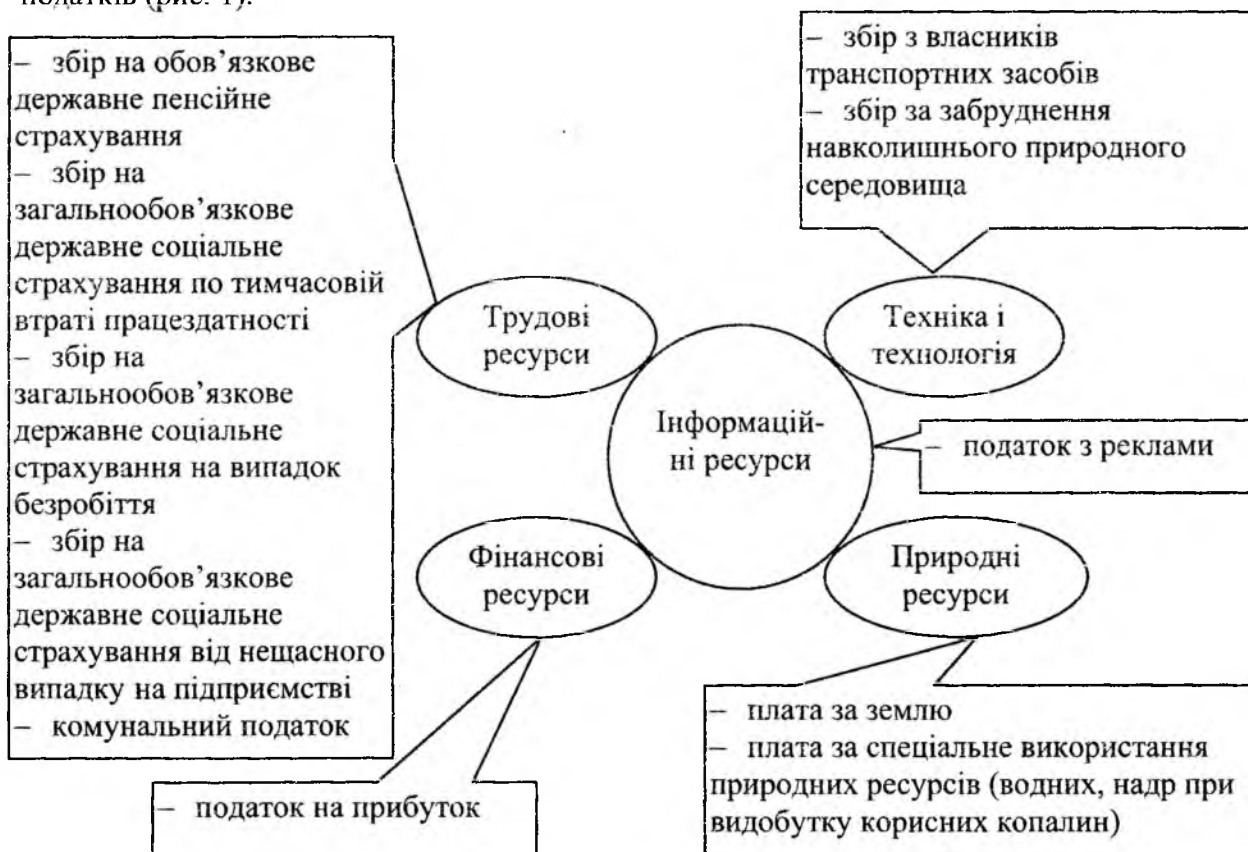 податків (рис. 1).
– збір на обов’язкове
державне пенсійне
страхування
– збір на
загальнообов’язкове
державне соціальне
страхування по тимчасовій
втраті працездатності
– збір на
загальнообов’язкове
державне соціальне
страхування на випадок
безробіття
– збір на
загальнообов’язкове
державне соціальне
страхування від нещасного
випадку на підприємстві
– комунальний податок
– збір з власників
транспортних засобів
– збір за забруднення
навколишнього природного
середовища
Трудові
ресурси
Техніка і
технологія
Інформацій-
ні ресурси
– податок з реклами
Фінансові
ресурси
Природні
ресурси
– податок на прибуток
– плата за землю
– плата за спеціальне використання
природних ресурсів (водних, надр при
видобутку корисних копалин)